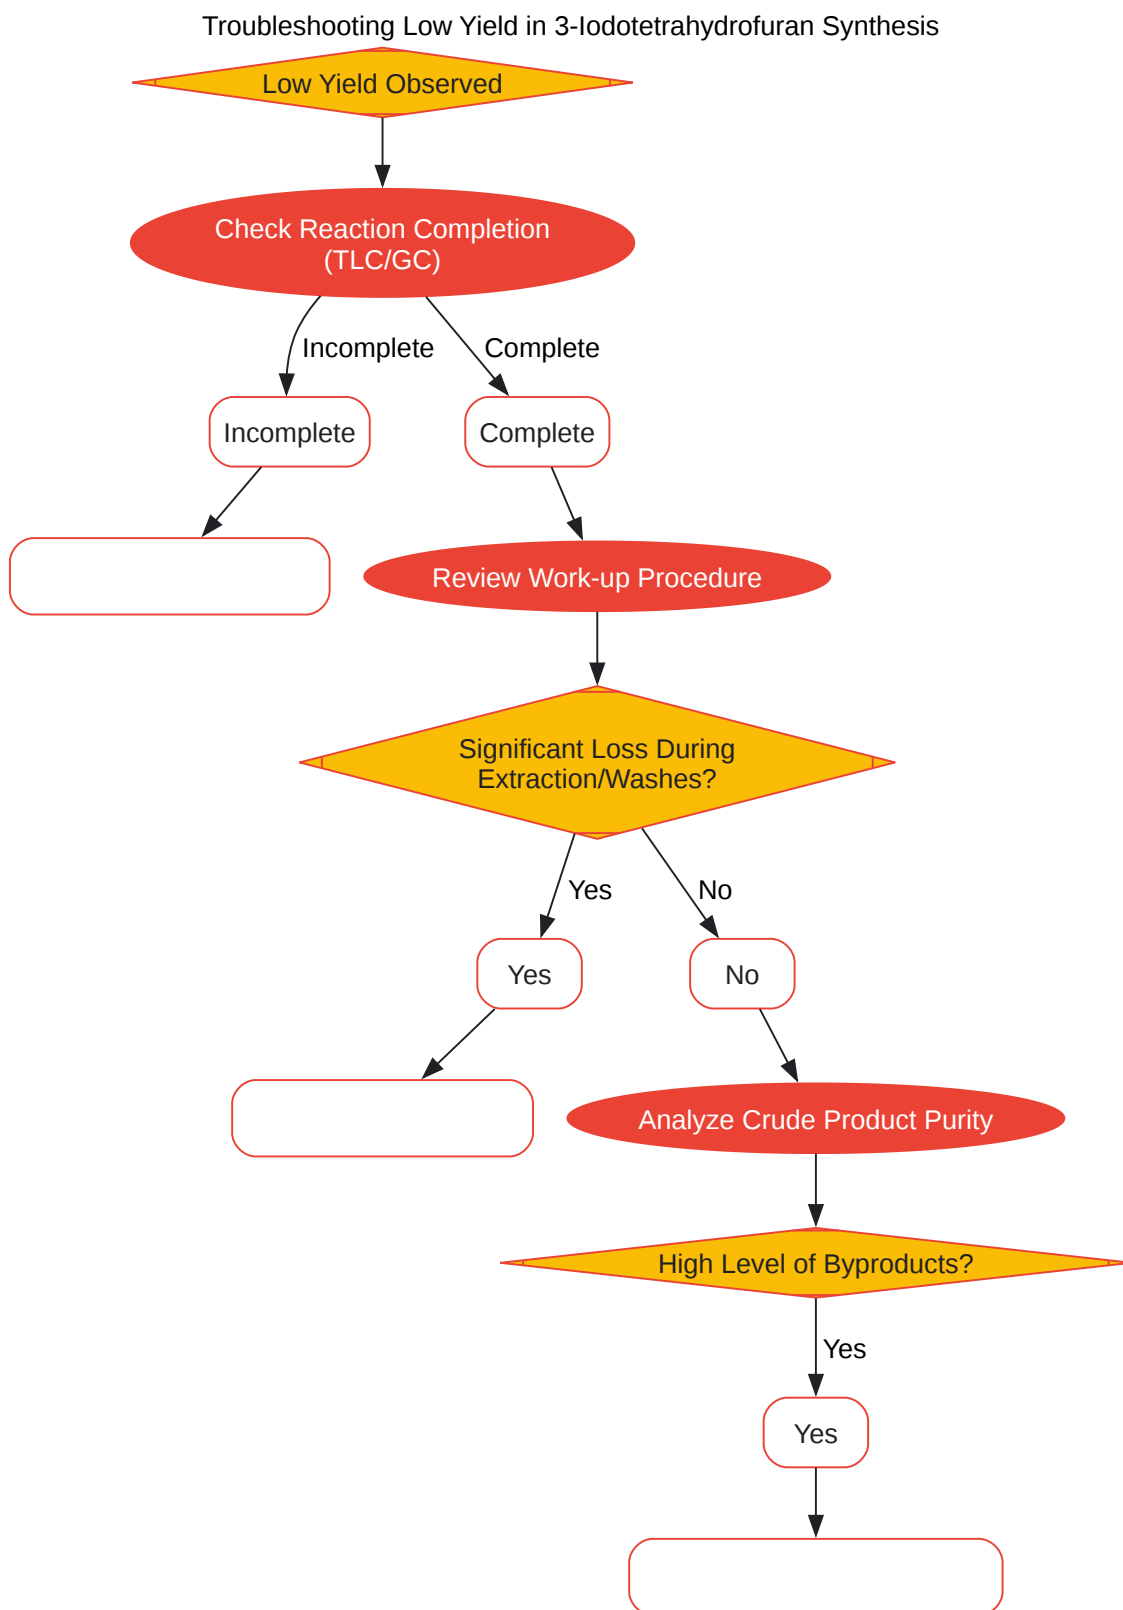 Troubleshooting Low Yield in 3-Iodotetrahydrofuran Synthesis
Low Yield Observed
Check Reaction Completion
(TLC/GC)
Incomplete
Complete
Incomplete
Complete
Review Work-up Procedure
Significant Loss During
Extraction/Washes?
Yes
No
Yes
No
Analyze Crude Product Purity
High Level of Byproducts?
Yes
Yes